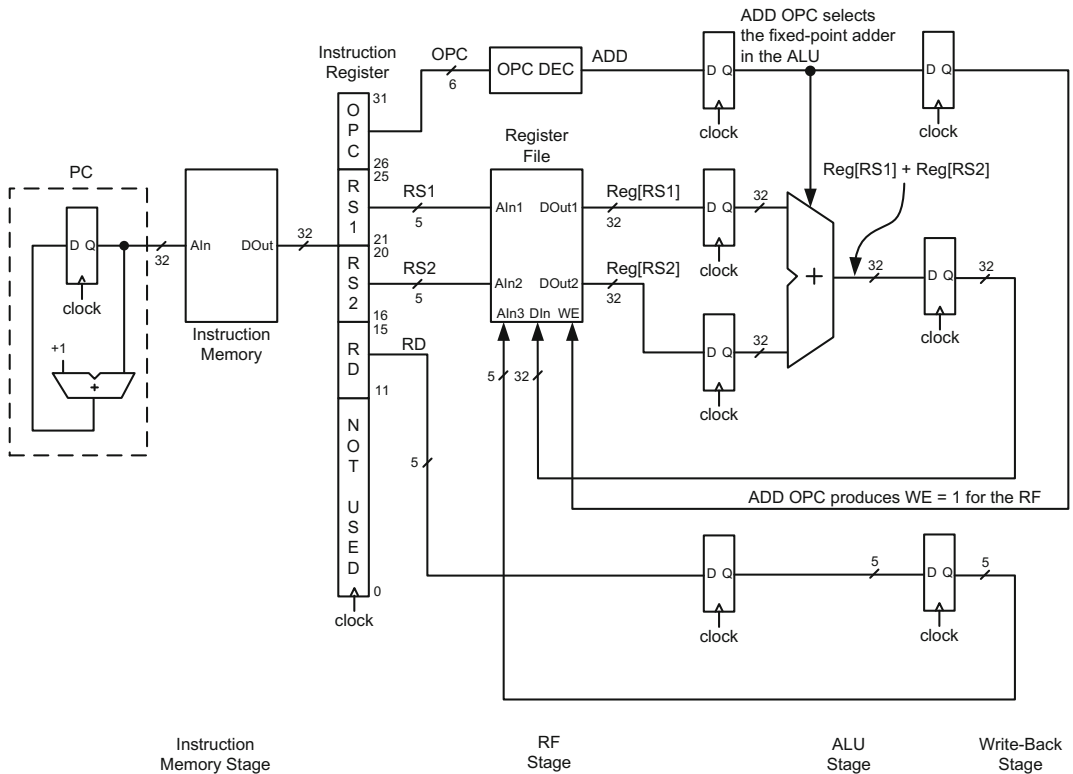 ADD OPC selects
the fixed-point adder
in the ALU
Instruction
Register
OPC
6
OPC DEC
ADD
D Q
clock
D Q
clock
31
O
P
C
26
25
R
S
1
21
20
R
S
2
16
15
R
D
11
N
O
T
U
S
E
D
0
clock
PC
D Q
clock
+1
+
32
AIn
DOut
Instruction
Memory
32
RS1
5
RS2
5
RD
5
Register
File
AIn1
DOut1
AIn2
DOut2
AIn3 DIn WE
5
32
Reg[RS1]
32
Reg[RS2]
32
D Q
clock
32
D Q
clock
32
+
Reg[RS1] + Reg[RS2]
32
D Q
clock
32
ADD OPC produces WE = 1 for the RF
D Q
clock
5
D Q
clock
5
Instruction
Memory Stage
RF
Stage
ALU
Stage
Write-Back
Stage